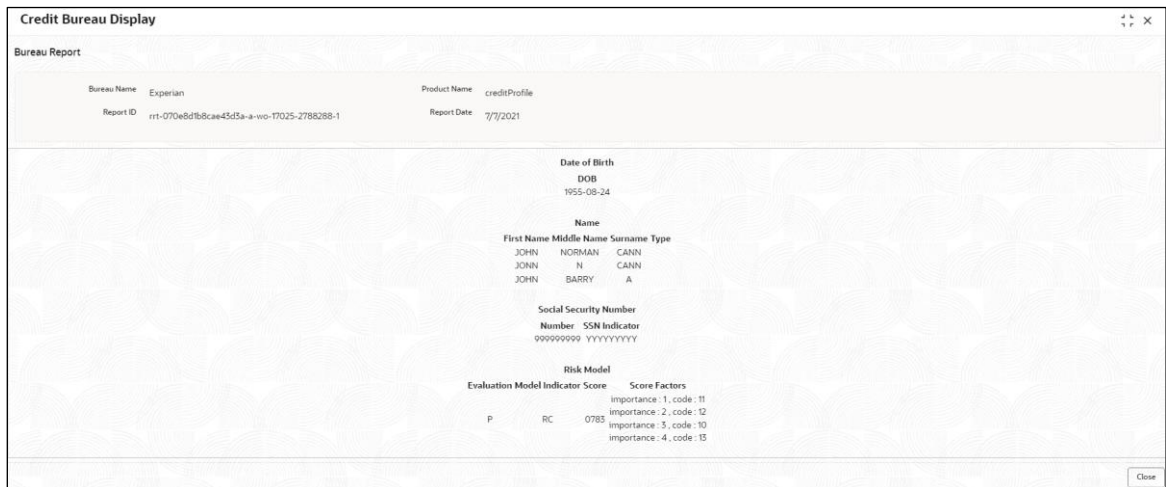 Credit Bureau Display
Bureau Report
Bureau Name Experian Product Name creditProfile
Report ID rrt-070e8d1b8cae43d3a-a-wo-17025-2788288-1 Report Date 7/7/2021
Date of Birth
DOB
1955-08-24
Name
First Name Middle Name Surname Type
JOHN NORMAN CANN
JONN N CANN
JOHN BARRY A
Social Security Number
Number SSN Indicator
999999999 YYYYYYYYY
Risk Model
Evaluation Model Indicator Score Score Factors
importance : 1 , code : 11
P RC 0783 importance : 2 , code : 12
importance : 3 , code : 10
importance : 4 , code : 13
Close